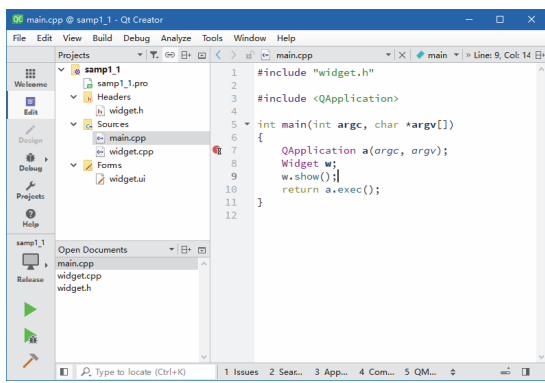 QC main.cpp @ samp1_1 - Qt Creator
File Edit View Build Debug Analyze Tools Window Help
Projects
main.cpp
main
Line: 9, Col: 14
Welcome
Edit
Design
Debug
Projects
Help
samp1_1
Release
samp1_1
samp1_1.pro
Headers
widget.h
Sources
main.cpp
widget.cpp
Forms
widget.ui
Open Documents
main.cpp
widget.cpp
widget.h
1 #include "widget.h"
2
3 #include <QApplication>
4
5 int main(int argc, char *argv[])
6 {
7 QApplication a(argc, argv);
8 Widget w;
9 w.show();
10 return a.exec();
11 }
12
Type to locate (Ctrl+K)
1 Issues 2 Sear... 3 App... 4 Com... 5 QM...